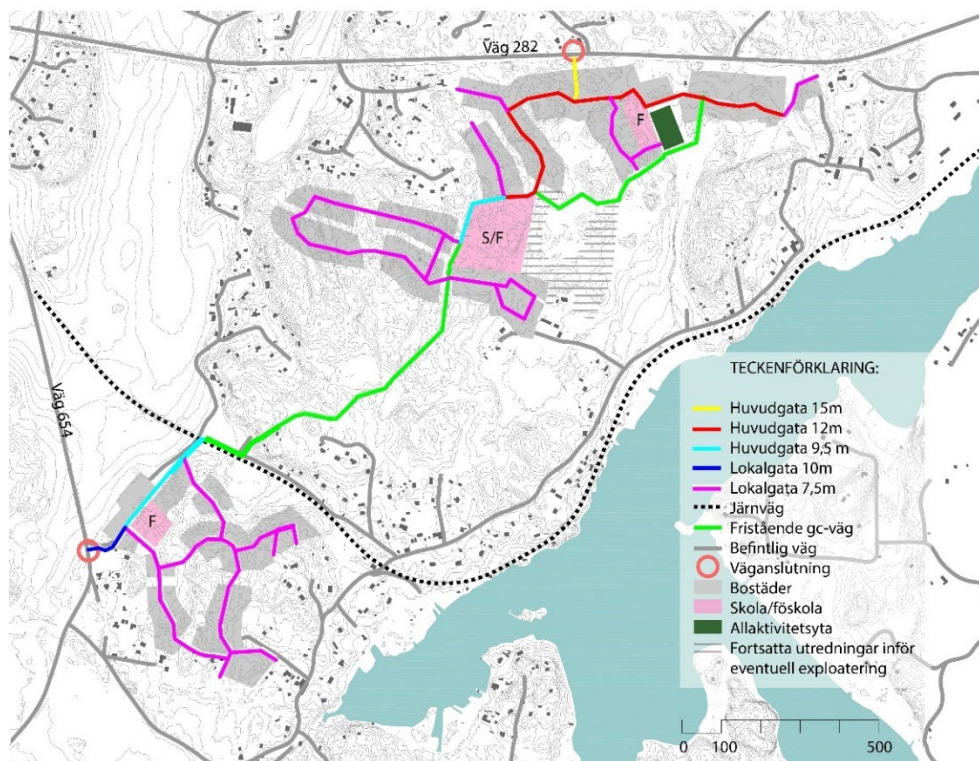 Väg 282
F
S/F
Väg 654
F
TECKENFÖRKLARING:
Huvudgata 15m
Huvudgata 12m
Huvudgata 9,5 m
Lokalgata 10m
Lokalgata 7,5m
Järnväg
Fristående gc-väg
Befintlig väg
Väganslutning
Bostäder
Skola/föskola
Allaktivitetsyta
Fortsatta utredningar inför
eventuell exploatering
0 100 500